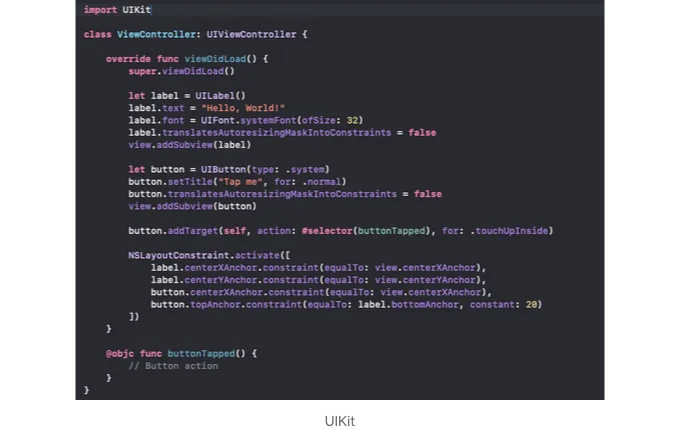 import UIKit
class ViewController: UIViewController {
override func viewDidLoad() {
super.viewDidLoad()
let label = UILabel()
label.text = "Hello, World!"
label.font = UIFont.systemFont(ofSize: 32)
label.translatesAutoresizingMaskIntoConstraints = false
view.addSubview(label)
let button = UIButton(type: .system)
button.setTitle("Tap me", for: .normal)
button.translatesAutoresizingMaskIntoConstraints = false
view.addSubview(button)
button.addTarget(self, action: #selector(buttonTapped), for: .touchUpInside)
NSLayoutConstraint.activate([
label.centerXAnchor.constraint(equalTo: view.centerXAnchor),
label.centerYAnchor.constraint(equalTo: view.centerYAnchor),
button.centerXAnchor.constraint(equalTo: view.centerXAnchor),
button.topAnchor.constraint(equalTo: label.bottomAnchor, constant: 20)
])
}
@objc func buttonTapped() {
// Button action
}
}
UIKit